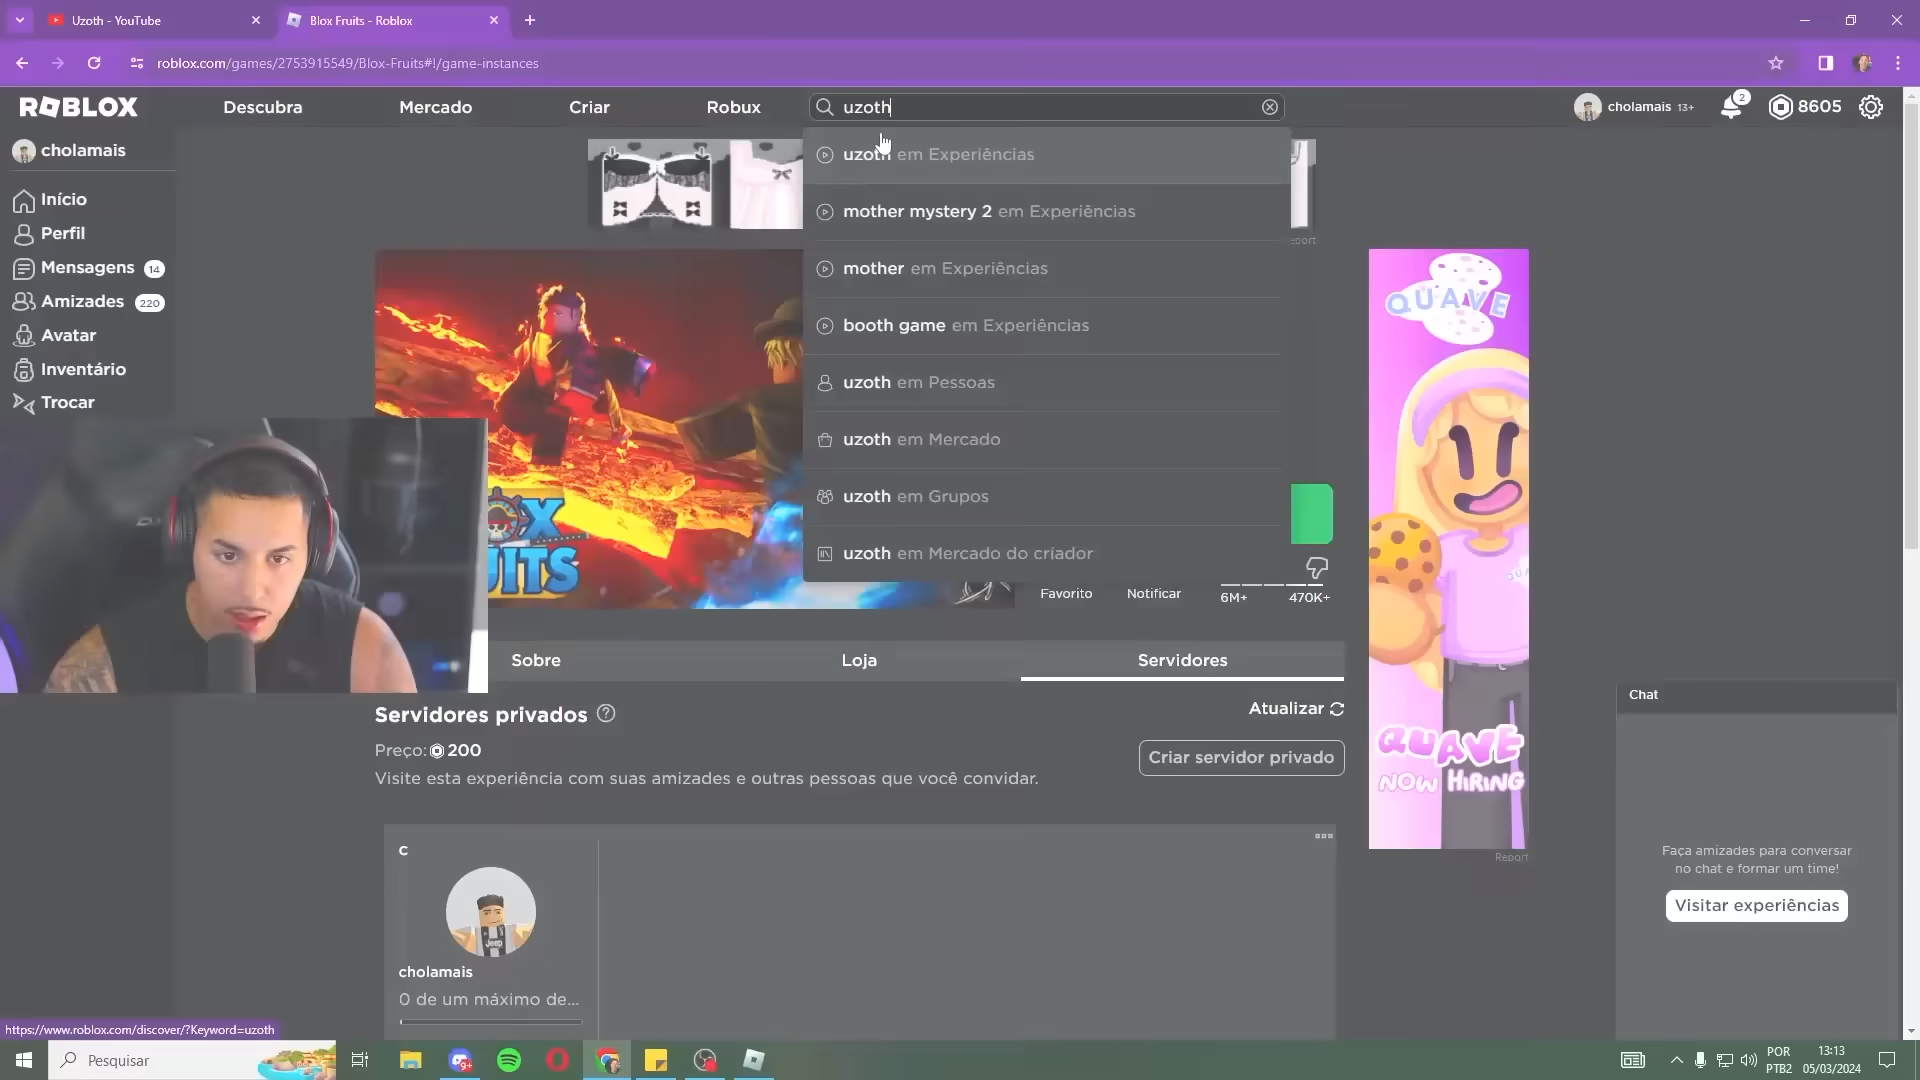 Uzoth - YouTube
Blox Fruits - Roblox
roblox.com/games/2753915549/Blox-Fruits#!/game-instances
ROBLOX
Descubra
Mercado
Criar
Robux
uzoth
cholamais 13+
2
8605
cholamais
Início
Perfil
Mensagens 14
Amizades 220
Avatar
Inventário
Trocar
uzoth em Experiências
mother mystery 2 em Experiências
mother em Experiências
booth game em Experiências
uzoth em Pessoas
uzoth em Mercado
uzoth em Grupos
uzoth em Mercado do criador
Favorito
Notificar
6M+
470K+
QUAVE
QUAVE
NOW HIRING
Report
Sobre
Loja
Servidores
Servidores privados
Atualizar
Preço: 200
Criar servidor privado
Visite esta experiência com suas amizades e outras pessoas que você convidar.
C
Jeep
cholamais
0 de um máximo de...
Chat
Faça amizades para conversar
no chat e formar um time!
Visitar experiências
https://www.roblox.com/discover/?Keyword=uzoth
Pesquisar
9+
POR
PTB2
13:13
05/03/2024